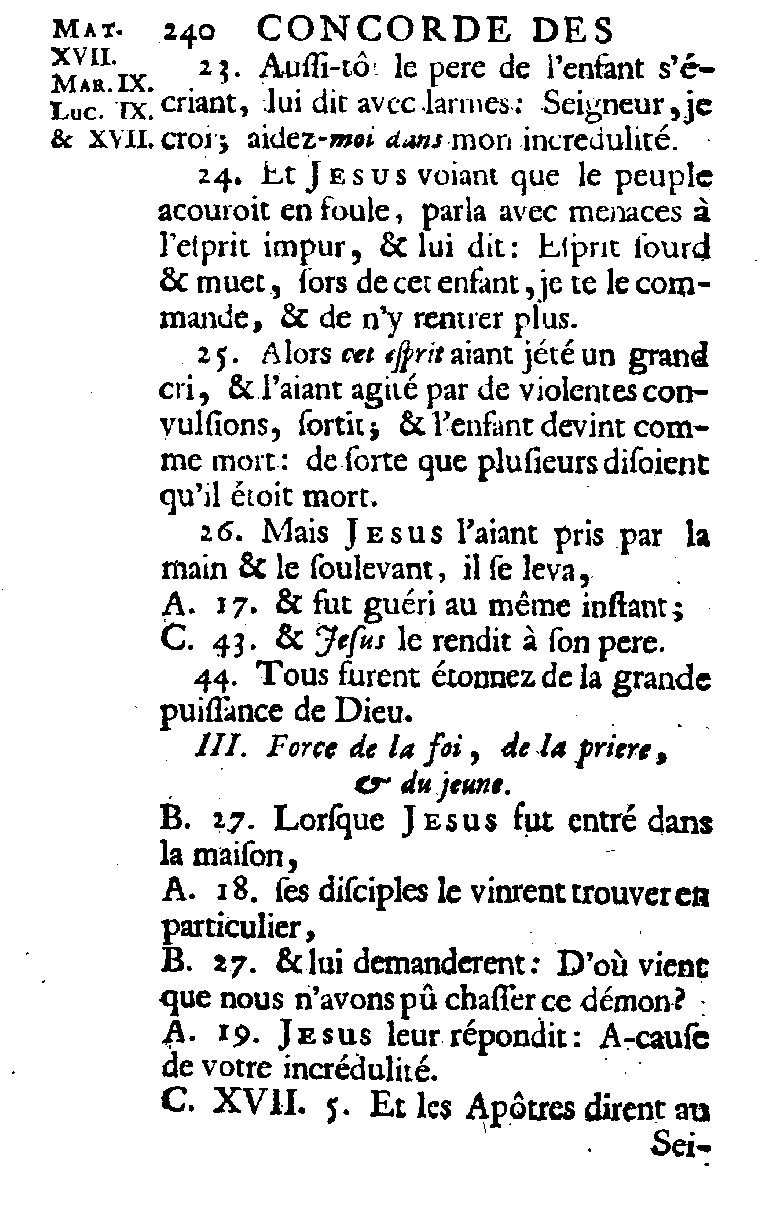 MAT. 240 CONCORDE DES
XVII.
MAR. IX.
LUC. IX.
& XVII.
23. Auſſi-tô: le pere de l'enfant s'é-
criant, lui dit avec larmes: Seigneur, je
croi; aidez-moi dans mon incredulité.
24. Et JESUS voiant que le peuple
acouroit en foule, parla avec menaces à
l'eſprit impur, & lui dit: Eſprit ſourd
& muet, ſors de cet enfant, je te le com-
mande, & de n'y rentrer plus.
25. Alors cet eſprit aiant jété un grand
cri, & l'aiant agité par de violentes con-
vulſions, ſortit; & l'enfant devint com-
me mort: de ſorte que pluſieurs diſoient
qu'il étoit mort.
26. Mais JESUS l'aiant pris par la
main & le ſoulevant, il ſe leva,
A. 17. & fut guéri au même inſtant;
C. 43. & Jeſus le rendit à ſon pere.
44. Tous furent étonnez de la grande
puiſſance de Dieu.
III. Force de la foi, de la priere,
& du jeune.
B. 27. Lorſque JESUS fut entré dans
la maiſon,
A. 18. ſes diſciples le vinrent trouver en
particulier,
B. 27. & lui demanderent: D'où vient
que nous n'avons pû chaſſer ce démon?
A. 19. JESUS leur répondit: A-cauſe
de votre incrédulité.
C. XVII. 5. Et les Apôtres dirent au
Sei-